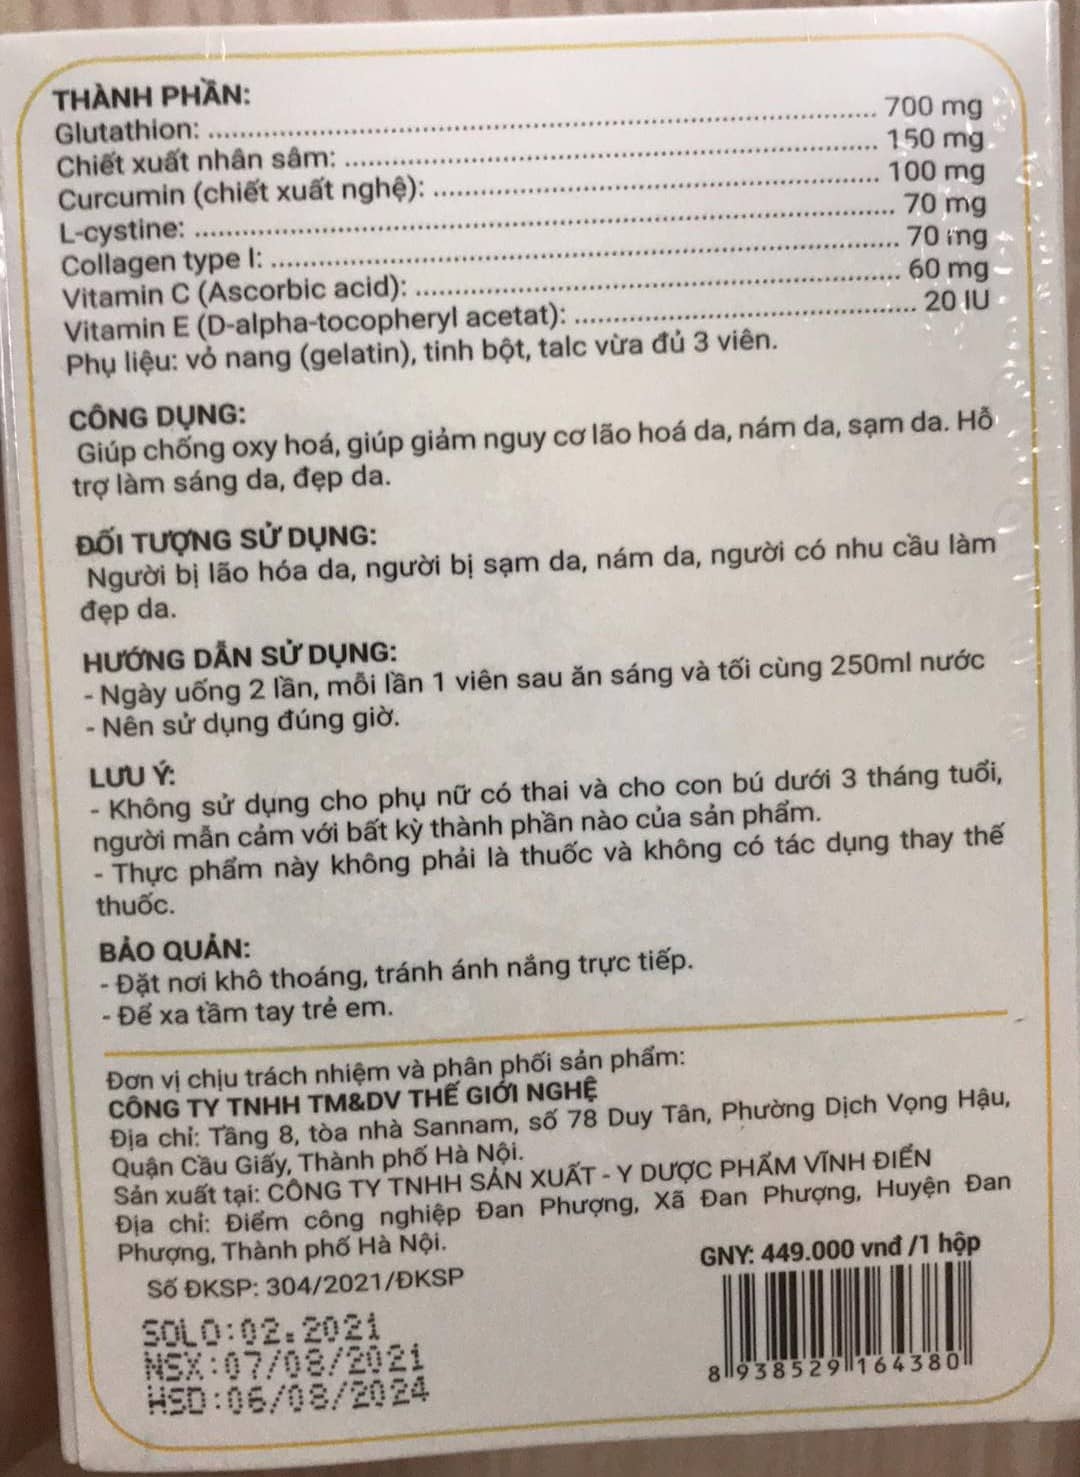 THÀNH PHẦN:
Glutathion: ........ 700 mg
Chiết xuất nhân sâm: ........ 150 mg
Curcumin (chiết xuất nghệ): ........ 100 mg
L-cystine: ........ 70 mg
Collagen type I: ........ 70 mg
Vitamin C (Ascorbic acid): ........ 60 mg
Vitamin E (D-alpha-tocopheryl acetat): ........ 20 IU
Phụ liệu: vỏ nang (gelatin), tinh bột, talc vừa đủ 3 viên.
CÔNG DỤNG:
Giúp chống oxy hoá, giúp giảm nguy cơ lão hoá da, nám da, sạm da. Hỗ
trợ làm sáng da, đẹp da.
ĐỐI TƯỢNG SỬ DỤNG:
Người bị lão hóa da, người bị sạm da, nám da, người có nhu cầu làm
đẹp da.
HƯỚNG DẪN SỬ DỤNG:
- Ngày uống 2 lần, mỗi lần 1 viên sau ăn sáng và tối cùng 250ml nước
- Nên sử dụng đúng giờ.
LƯU Ý:
- Không sử dụng cho phụ nữ có thai và cho con bú dưới 3 tháng tuổi,
người mẫn cảm với bất kỳ thành phần nào của sản phẩm.
- Thực phẩm này không phải là thuốc và không có tác dụng thay thế
thuốc.
BẢO QUẢN:
- Đặt nơi khô thoáng, tránh ánh nắng trực tiếp.
- Để xa tầm tay trẻ em.
Đơn vị chịu trách nhiệm và phân phối sản phẩm:
CÔNG TY TNHH TM&DV THẾ GIỚI NGHỆ
Địa chỉ: Tầng 8, tòa nhà Sannam, số 78 Duy Tân, Phường Dịch Vọng Hậu,
Quận Cầu Giấy, Thành phố Hà Nội.
Sản xuất tại: CÔNG TY TNHH SẢN XUẤT - Y DƯỢC PHẨM VĨNH ĐIỂN
Địa chỉ: Điểm công nghiệp Đan Phượng, Xã Đan Phượng, Huyện Đan
Phượng, Thành phố Hà Nội.
GNY: 449.000 vnđ /1 hộp
Số ĐKSP: 304/2021/ĐKSP
SOLO:02.2021
NSX:07/08/2021
HSD:06/08/2024
8 938529 164380